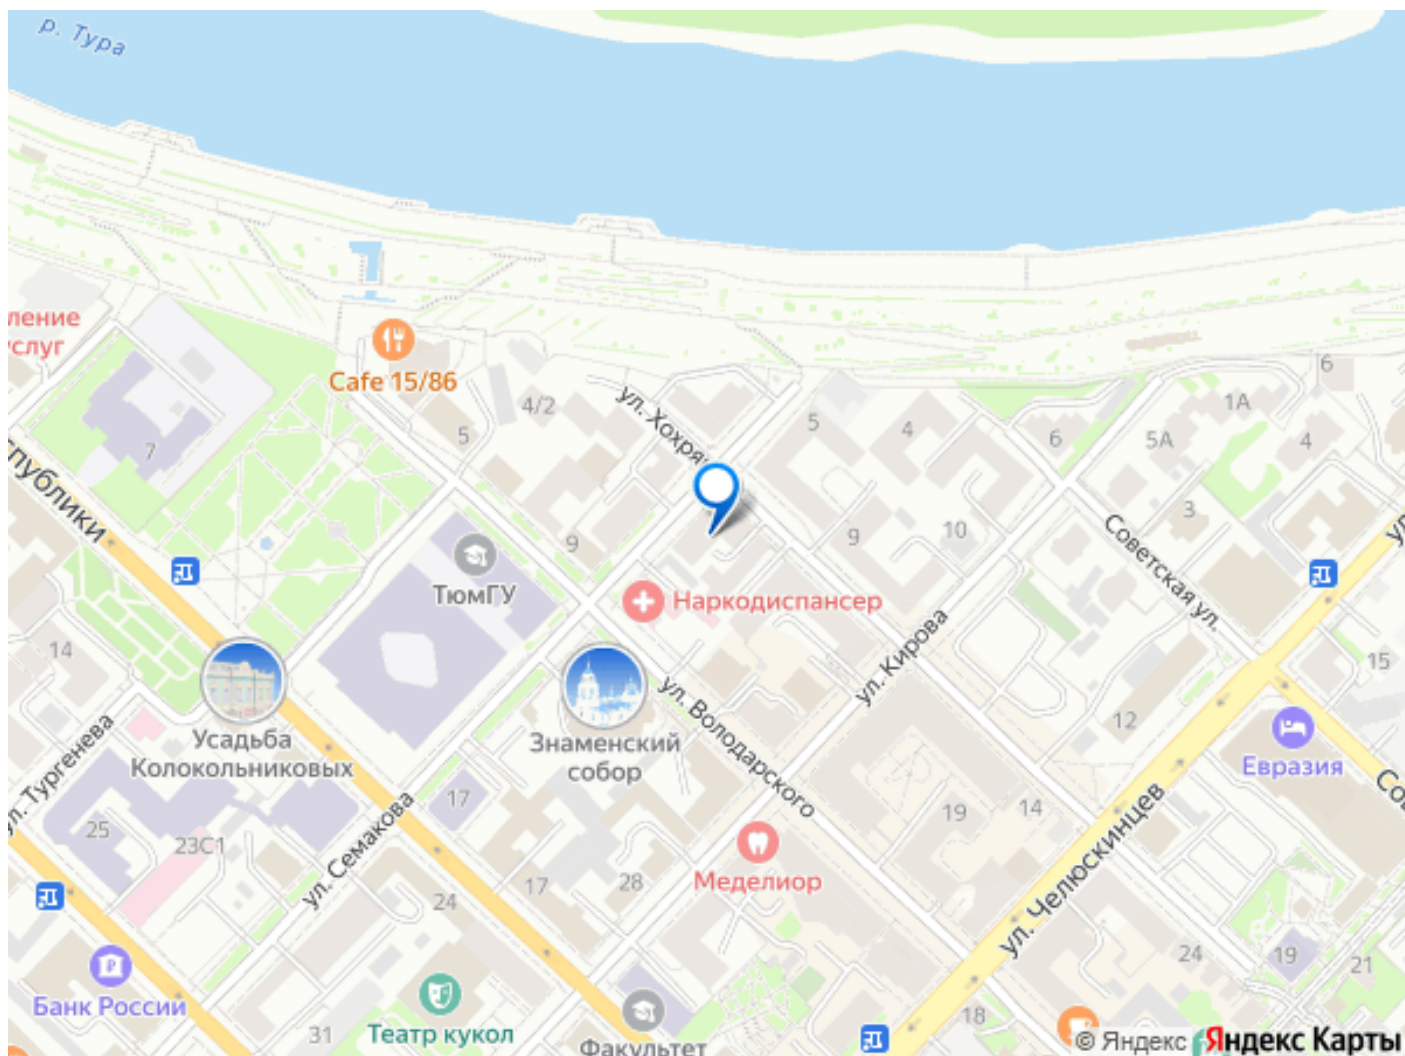 р. Тура
ление
слуг
Cafe 15/86
ул. Хохря
4/2
5
5
4
6
1А
6
5А
4
7
публики
3
9
9
10
Советская ул.
ТюмГУ
Наркодиспансер
ул. Кирова
14
15
ул. Володарского
12
Усадьба
Колокольниковых
Знаменский
собор
Евразия
ул. Тургенева
Сов
17
19
14
25
23С1
ул. Семакова
Меделиор
ул. Челюскинцев
24
17
28
24
19
21
Банк России
Театр кукол
31
Факультет
18
© Яндекс Яндекс Карты